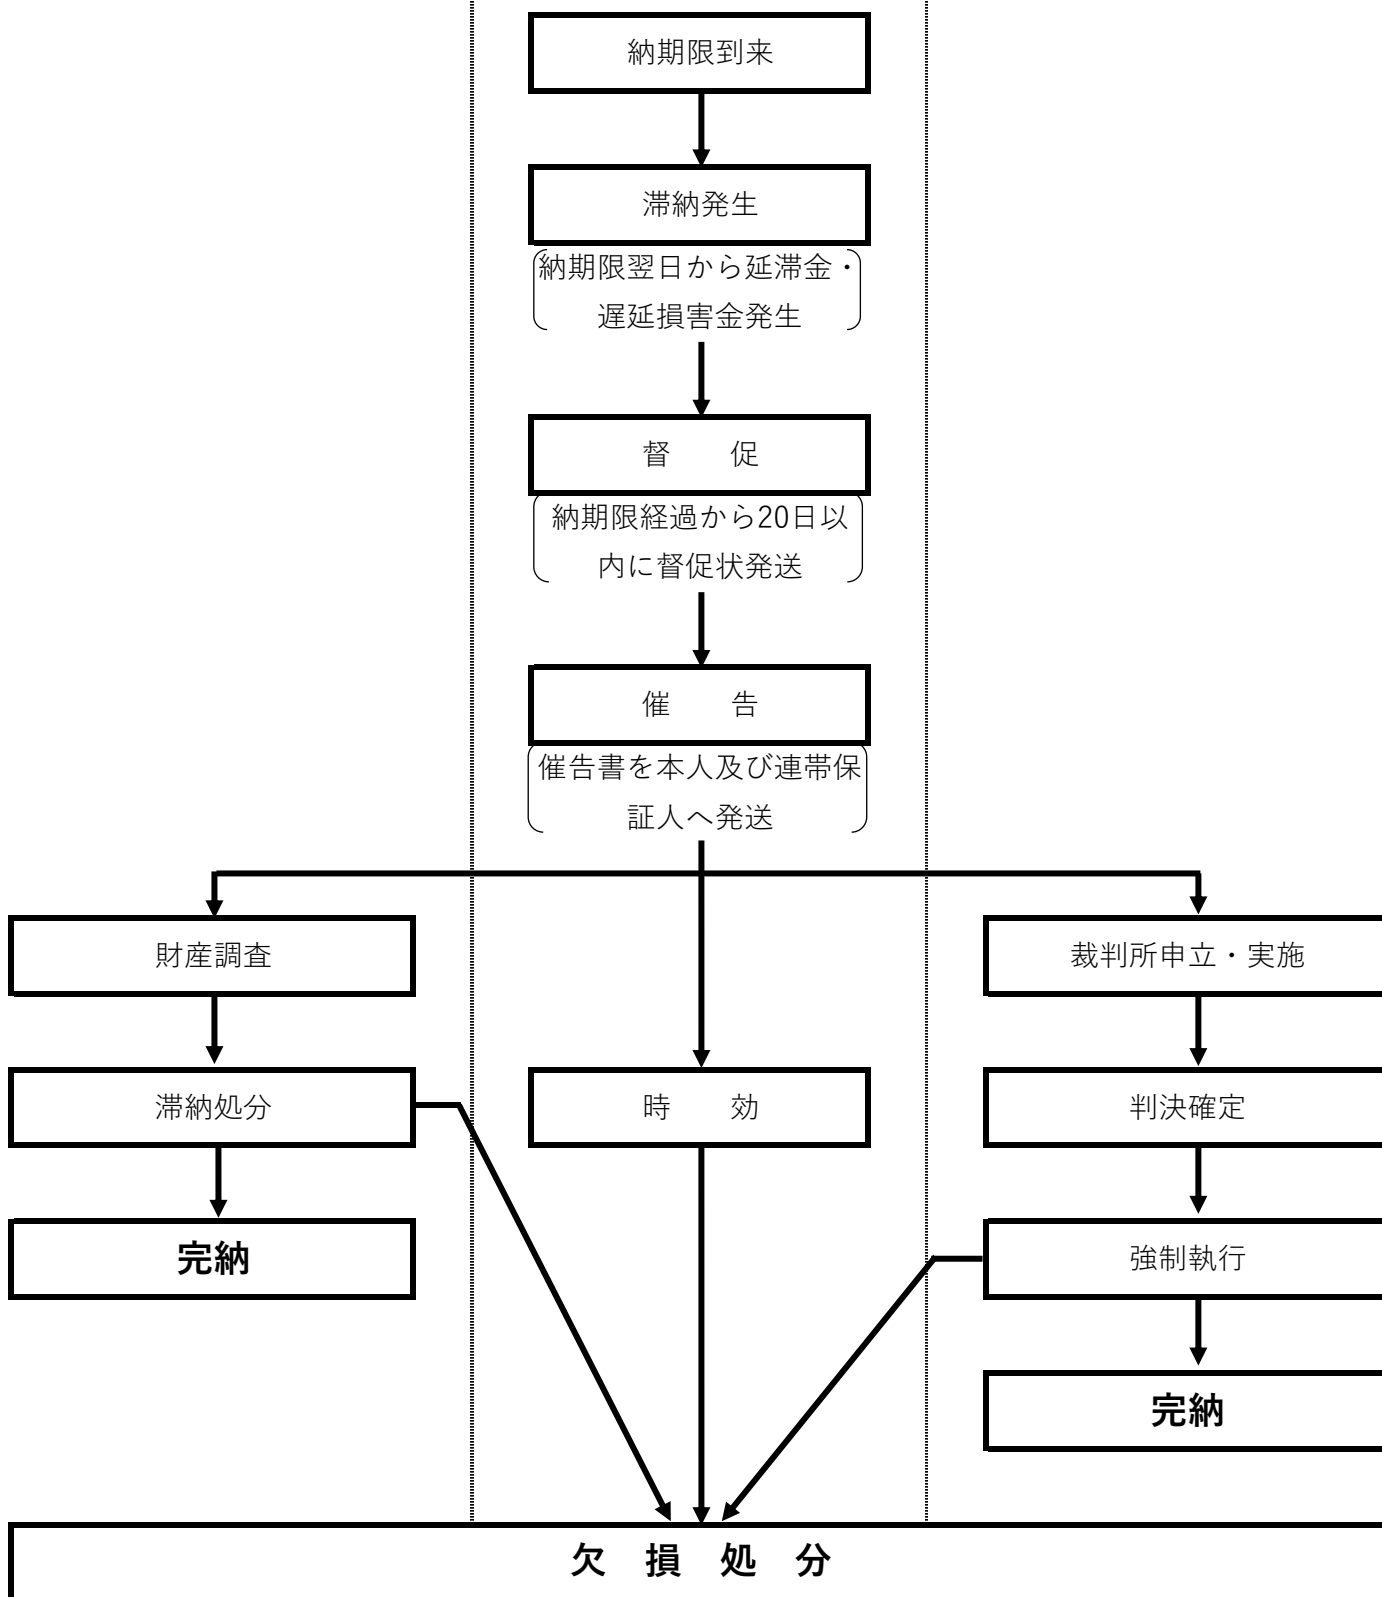 納期限到来
滞納発生
納期限翌日から延滞金・
遅延損害金発生
督　　促
納期限経過から20日以
内に督促状発送
催　　告
催告書を本人及び連帯保
証人へ発送
財産調査
裁判所申立・実施
滞納処分
時　　効
判決確定
完納
強制執行
完納
欠　損　処　分